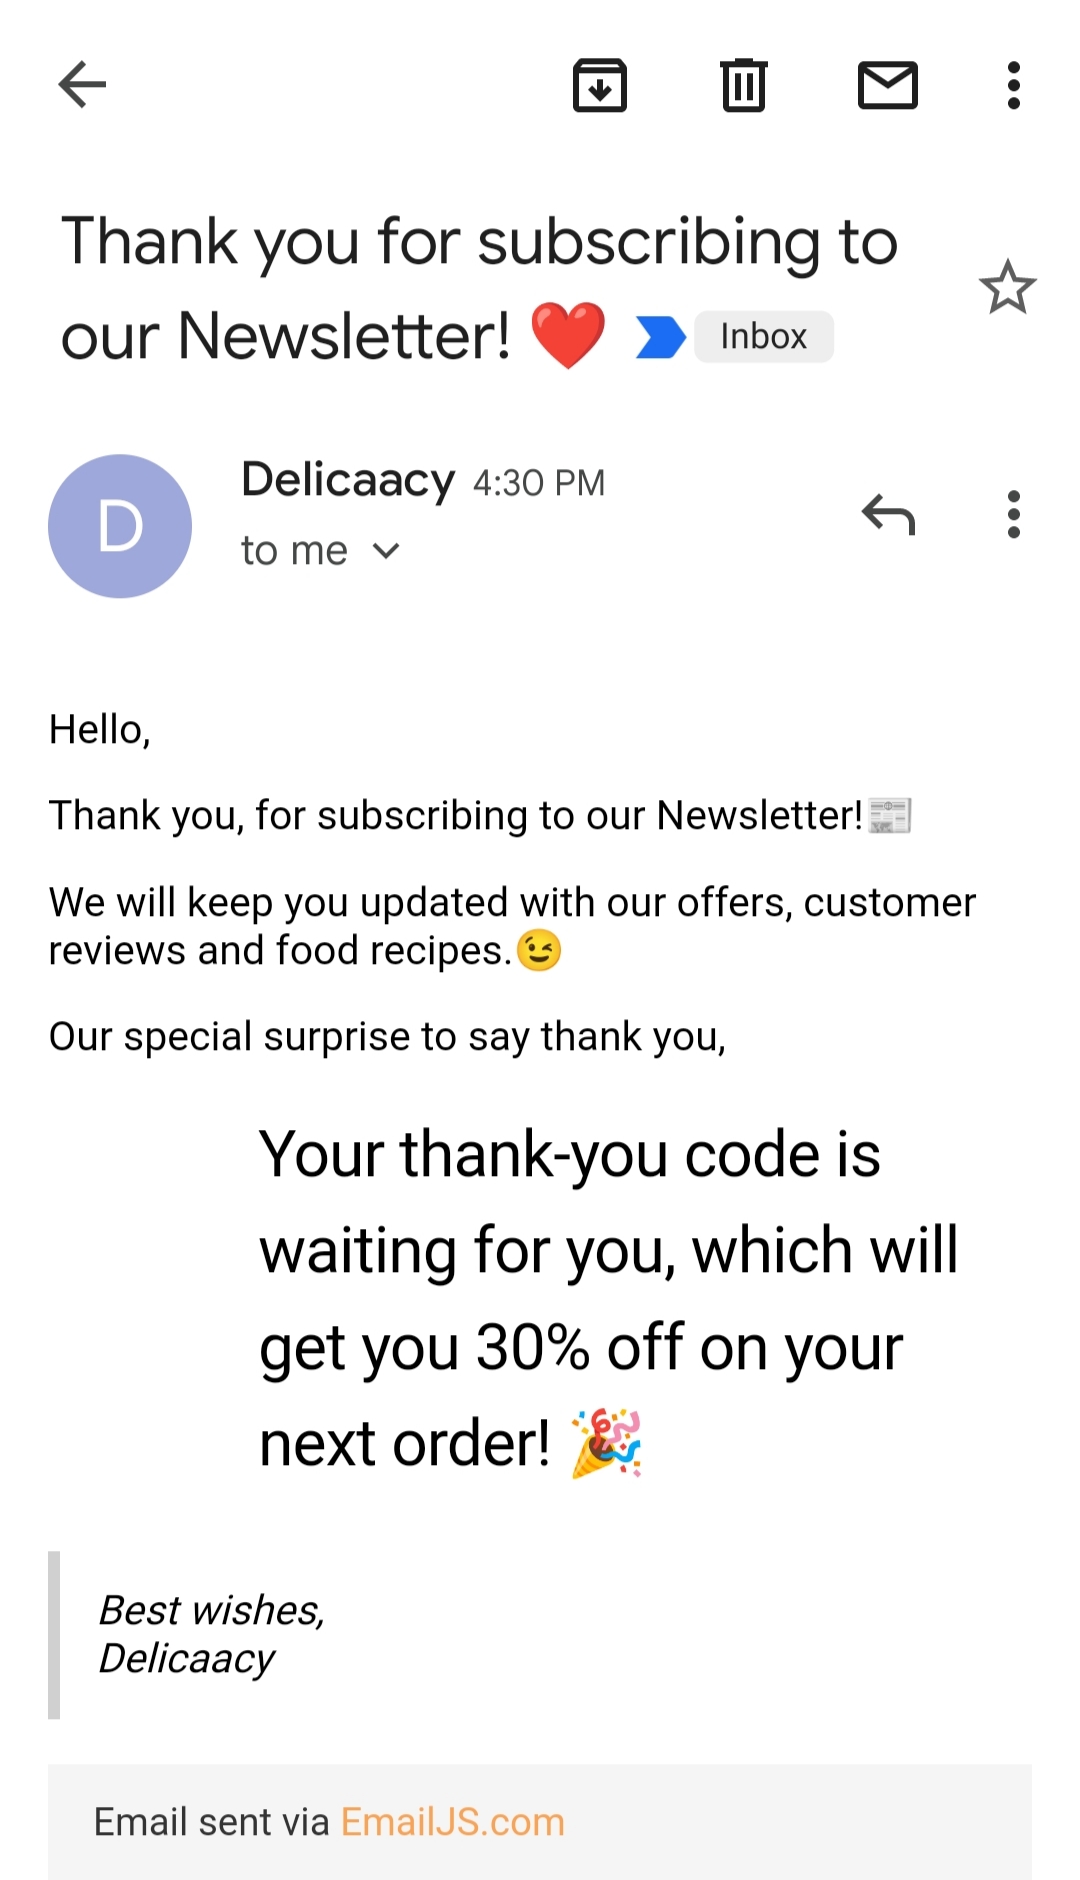 Thank you for subscribing to
our Newsletter! ❤️ Inbox
D
Delicaacy 4:30 PM
to me
Hello,
Thank you, for subscribing to our Newsletter!📰
We will keep you updated with our offers, customer
reviews and food recipes.😉
Our special surprise to say thank you,
Your thank-you code is
waiting for you, which will
get you 30% off on your
next order! 🎉
Best wishes,
Delicaacy
Email sent via EmailJS.com